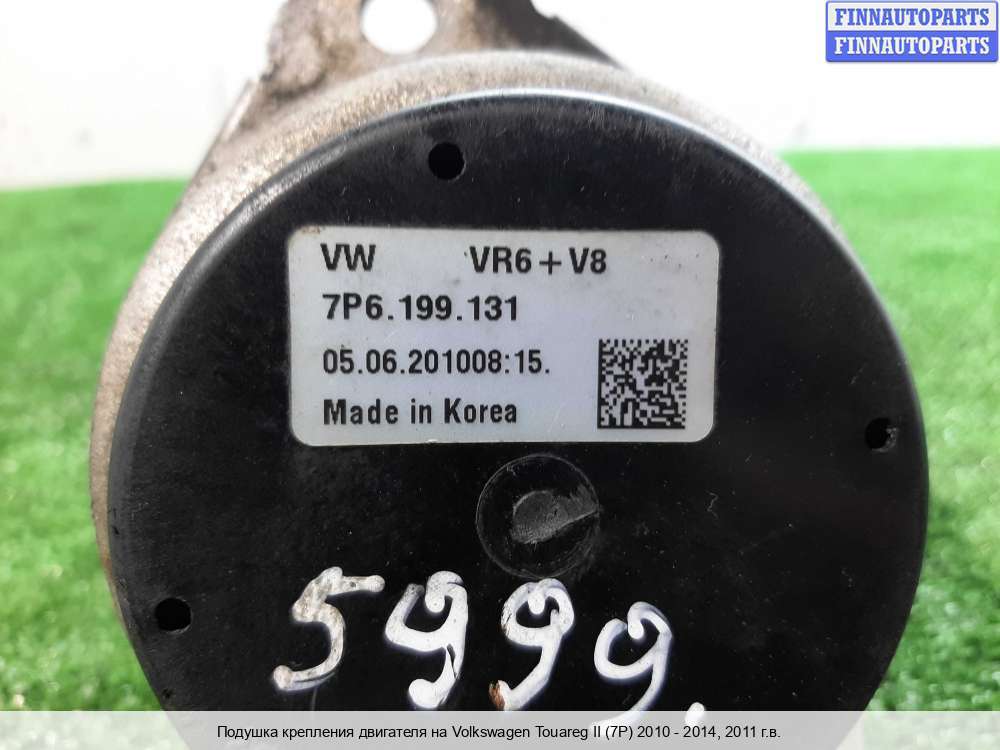 FINNAUTOPARTS
FINNAUTOPARTS
VW VR6+V8
7P6.199.131
05.06.201008:15.
Made in Korea
5999.
Подушка крепления двигателя на Volkswagen Touareg II (7P) 2010 - 2014, 2011 г.в.